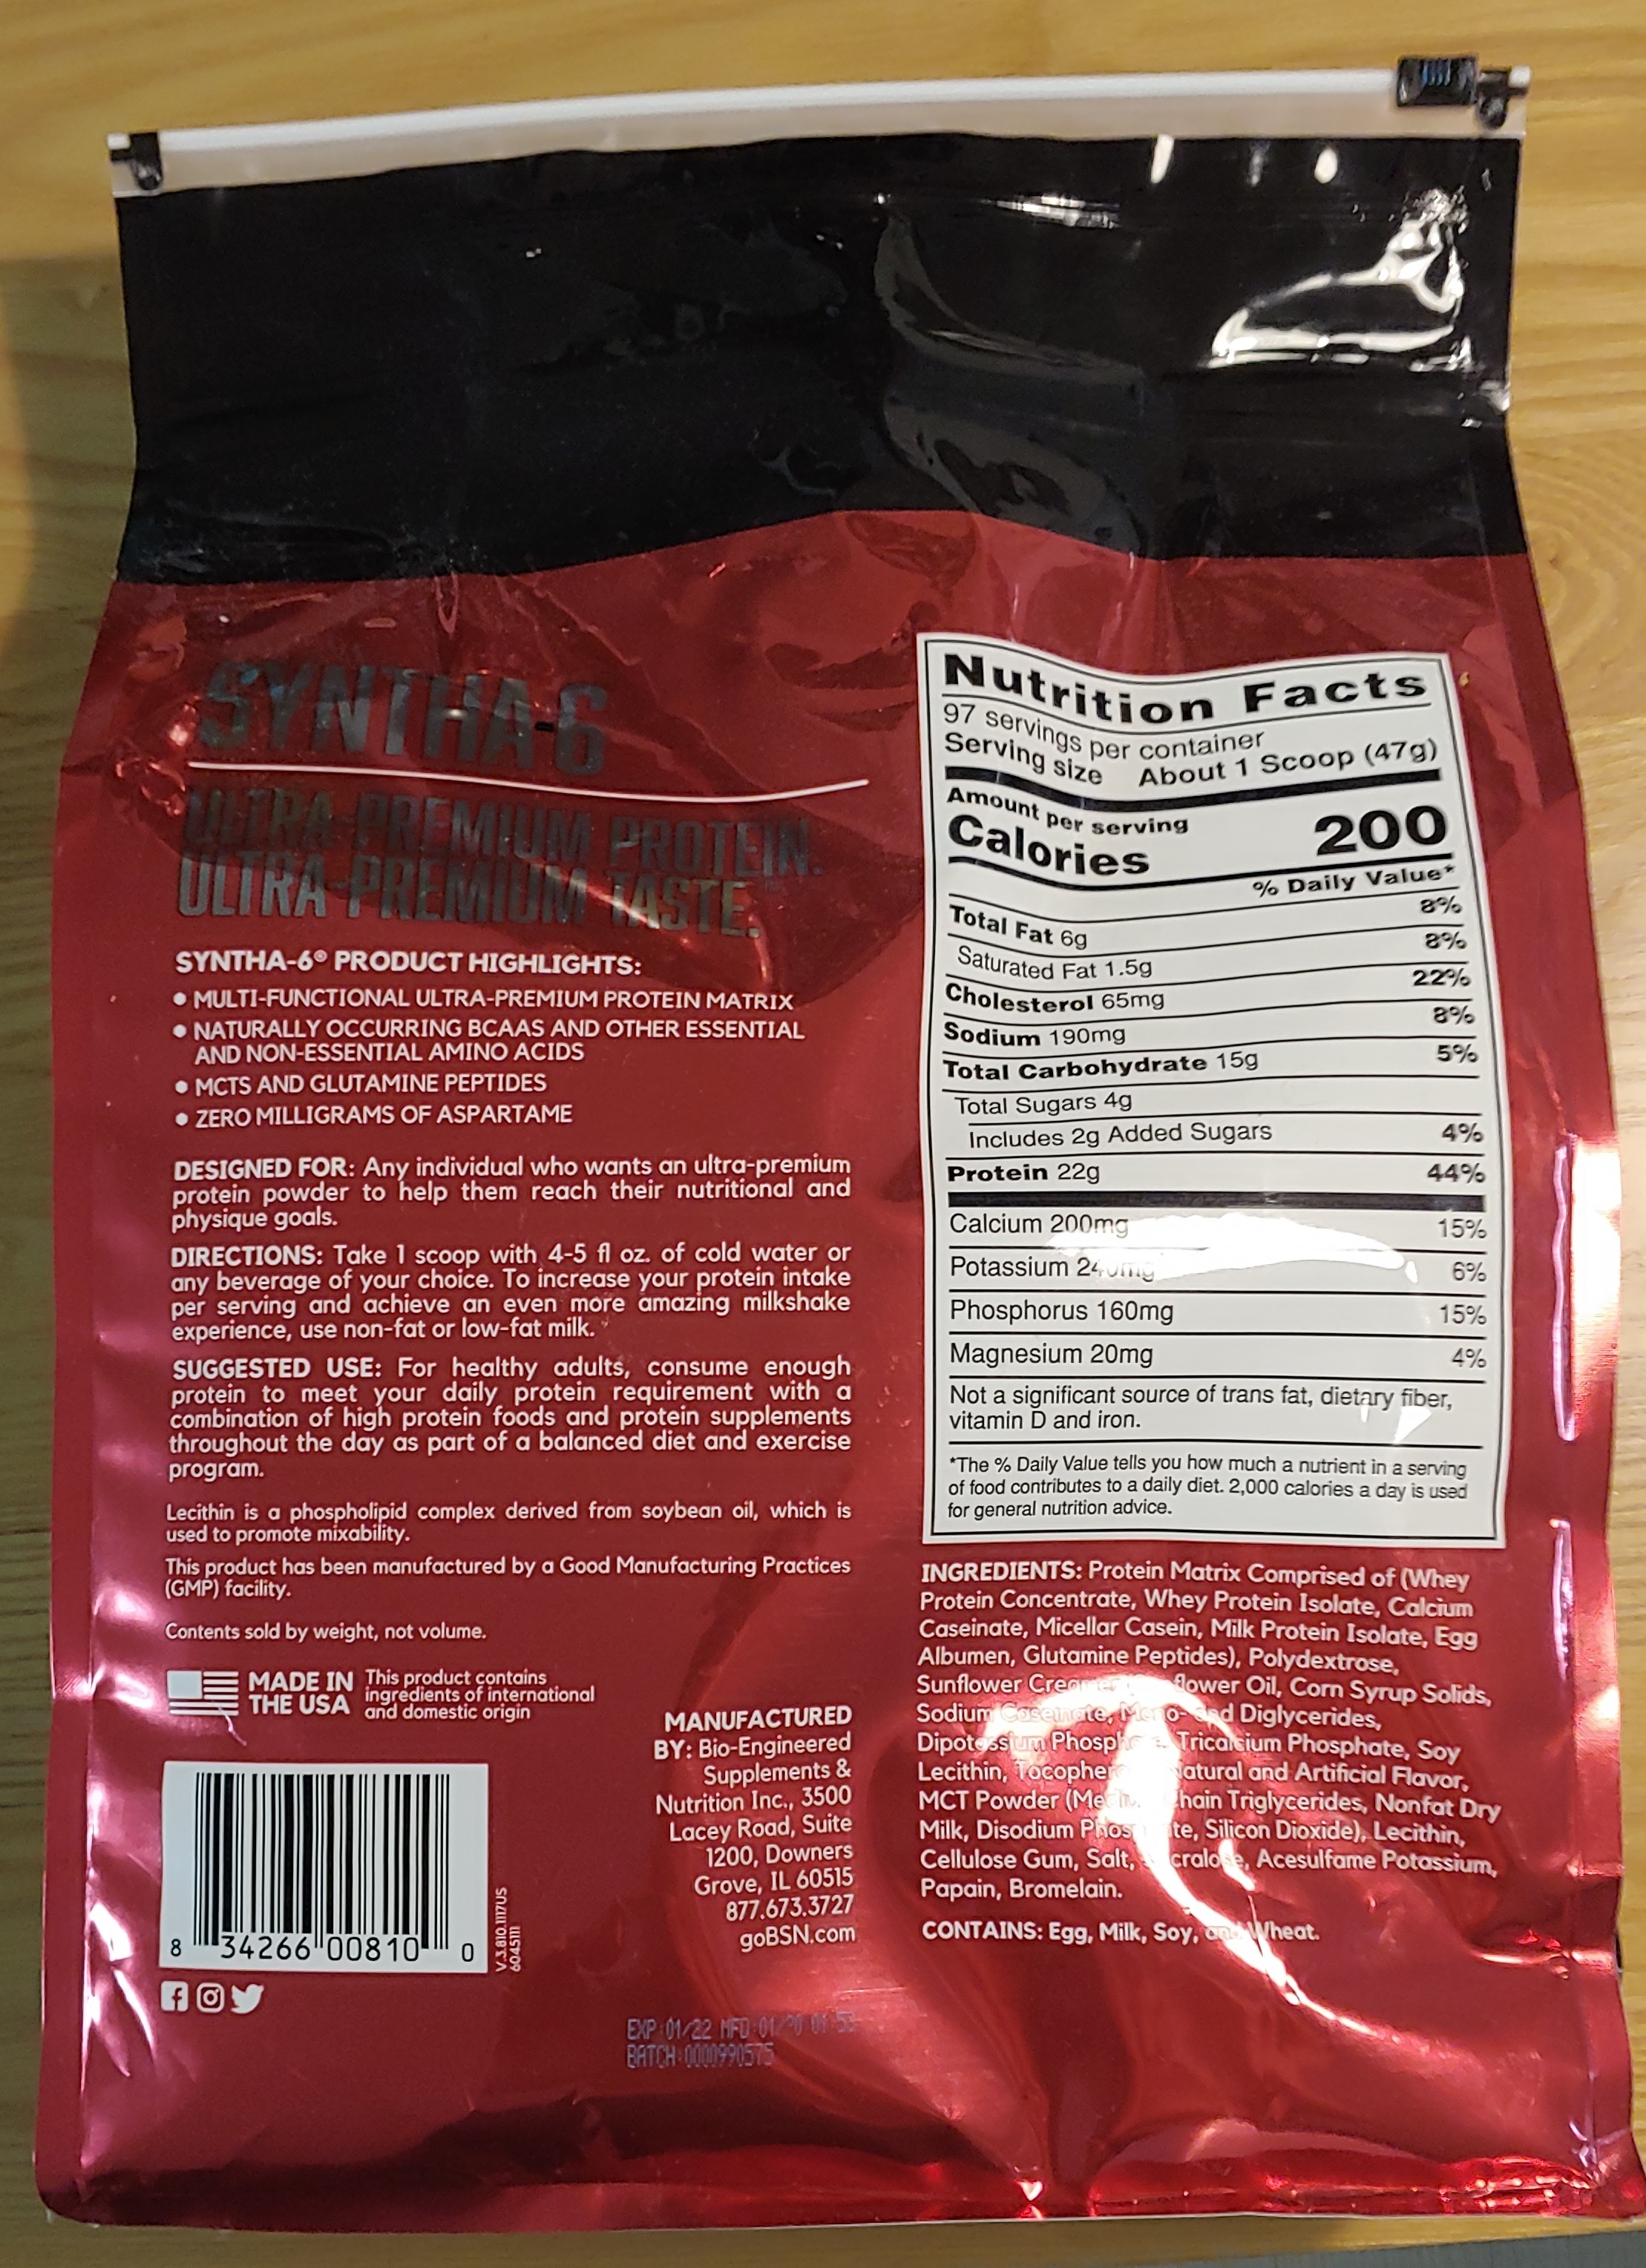 SYNTHA-6
ULTRA-PREMIUM PROTEIN.
ULTRA-PREMIUM TASTE.
SYNTHA-6® PRODUCT HIGHLIGHTS:
• MULTI-FUNCTIONAL ULTRA-PREMIUM PROTEIN MATRIX
• NATURALLY OCCURRING BCAAS AND OTHER ESSENTIAL
AND NON-ESSENTIAL AMINO ACIDS
• MCTS AND GLUTAMINE PEPTIDES
• ZERO MILLIGRAMS OF ASPARTAME
DESIGNED FOR: Any individual who wants an ultra-premium
protein powder to help them reach their nutritional and
physique goals.
DIRECTIONS: Take 1 scoop with 4-5 fl oz. of cold water or
any beverage of your choice. To increase your protein intake
per serving and achieve an even more amazing milkshake
experience, use non-fat or low-fat milk.
SUGGESTED USE: For healthy adults, consume enough
protein to meet your daily protein requirement with a
combination of high protein foods and protein supplements
throughout the day as part of a balanced diet and exercise
program.
Lecithin is a phospholipid complex derived from soybean oil, which is
used to promote mixability.
This product has been manufactured by a Good Manufacturing Practices
(GMP) facility.
Contents sold by weight, not volume.
MADE IN
THE USA
This product contains
ingredients of international
and domestic origin
MANUFACTURED
BY: Bio-Engineered
Supplements &
Nutrition Inc., 3500
Lacey Road, Suite
1200, Downers
Grove, IL 60515
877.673.3727
goBSN.com
8 34266 00810 0
V.3.810.1117US
6045111
EXP:01/22 MFD:01/
BATCH:0000990575
Nutrition Facts
97 servings per container
Serving size About 1 Scoop (47g)
Amount per serving
Calories 200
% Daily Value*
Total Fat 6g 8%
Saturated Fat 1.5g 8%
Cholesterol 65mg 22%
Sodium 190mg 8%
Total Carbohydrate 15g 5%
Total Sugars 4g
Includes 2g Added Sugars 4%
Protein 22g 44%
Calcium 200mg 15%
Potassium 240mg 6%
Phosphorus 160mg 15%
Magnesium 20mg 4%
Not a significant source of trans fat, dietary fiber,
vitamin D and iron.
*The % Daily Value tells you how much a nutrient in a serving
of food contributes to a daily diet. 2,000 calories a day is used
for general nutrition advice.
INGREDIENTS: Protein Matrix Comprised of (Whey
Protein Concentrate, Whey Protein Isolate, Calcium
Caseinate, Micellar Casein, Milk Protein Isolate, Egg
Albumen, Glutamine Peptides), Polydextrose,
Sunflower Creamer Oil, Corn Syrup Solids,
Sodium Caseinate, Mono- and Diglycerides,
Dipotassium Phosphate, Tricalcium Phosphate, Soy
Lecithin, Natural and Artificial Flavor,
MCT Powder (Medium Chain Triglycerides, Nonfat Dry
Milk, Disodium Phosphate, Silicon Dioxide), Lecithin,
Cellulose Gum, Salt, Sucralose, Acesulfame Potassium,
Papain, Bromelain.
CONTAINS: Egg, Milk, Soy, and Wheat.